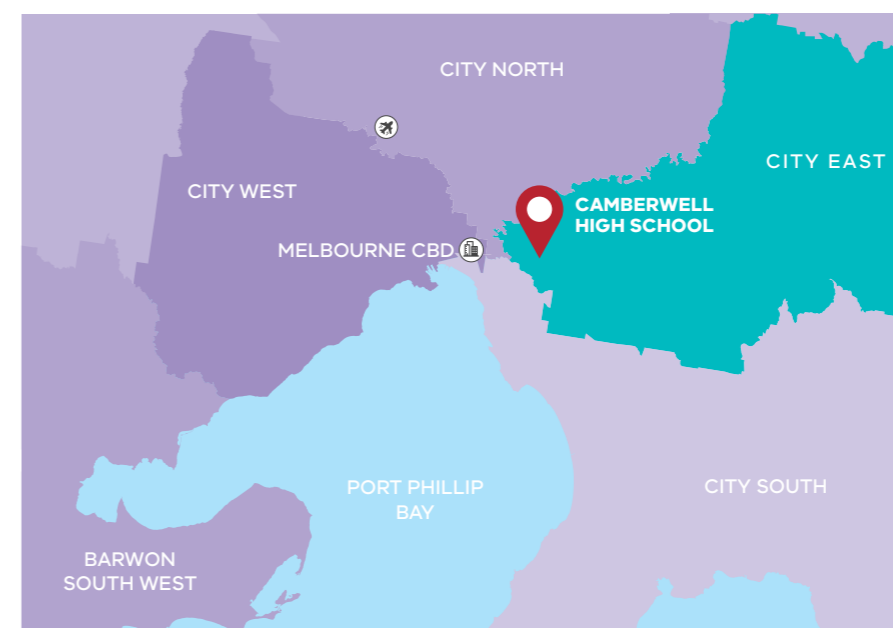 CITY NORTH
CITY EAST
CITY WEST
CAMBERWELL
HIGH SCHOOL
MELBOURNE CBD
PORT PHILLIP
BAY
CITY SOUTH
BARWON
SOUTH WEST